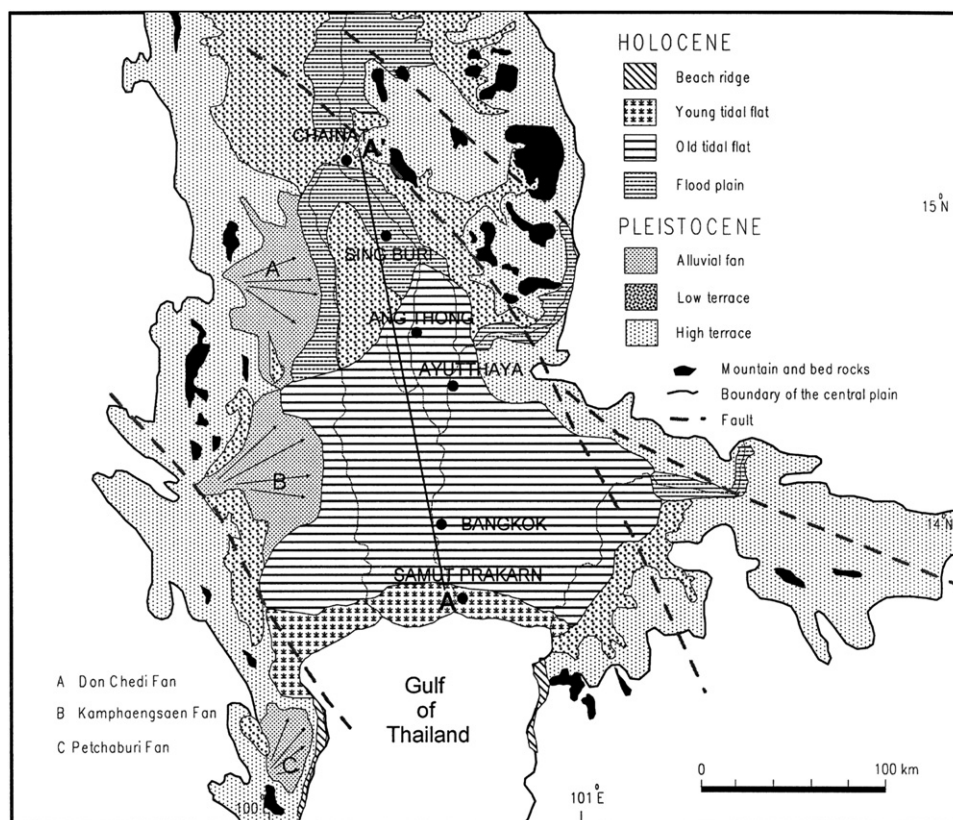 HOLOCENE
Beach ridge
Young tidal flat
Old tidal flat
Flood plain
PLEISTOCENE
Alluvial fan
Low terrace
High terrace
Mountain and bed rocks
Boundary of the central plain
Fault
15°N
CHAINAT
A'
SING BURI
A
ANG THONG
AYUTTHAYA
B
BANGKOK
14°N
SAMUT PRAKARN
A
Gulf
of
Thailand
A Don Chedi Fan
B Kamphaengsaen Fan
C Petchaburi Fan
C
0 100 km
100
101°E